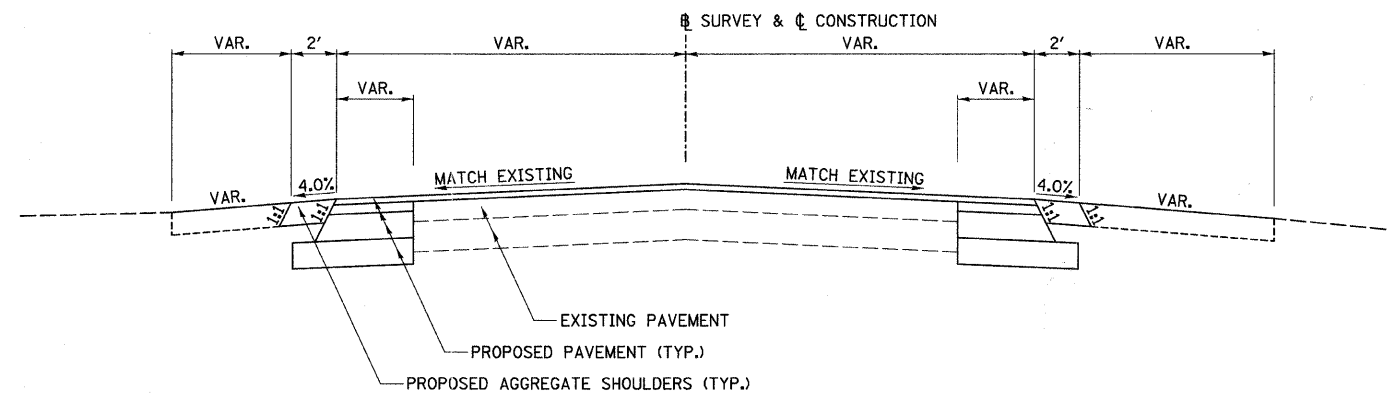 ℄ SURVEY & ℄ CONSTRUCTION
VAR. 2' VAR. VAR. 2' VAR.
VAR. VAR.
MATCH EXISTING MATCH EXISTING
4.0% 4.0%
VAR. VAR.
1:1 1:1 1:1 1:1
EXISTING PAVEMENT
PROPOSED PAVEMENT (TYP.)
PROPOSED AGGREGATE SHOULDERS (TYP.)